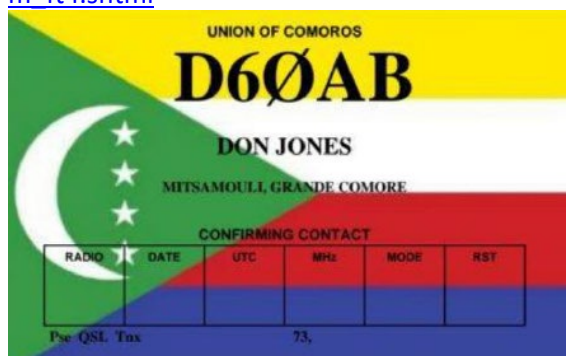 UNION OF COMOROS
D6ØAB
DON JONES
MITSAMOULI, GRANDE COMORE
CONFIRMING CONTACT
RADIO DATE UTC MHz MODE RST
Pse QSL Tnx 73,